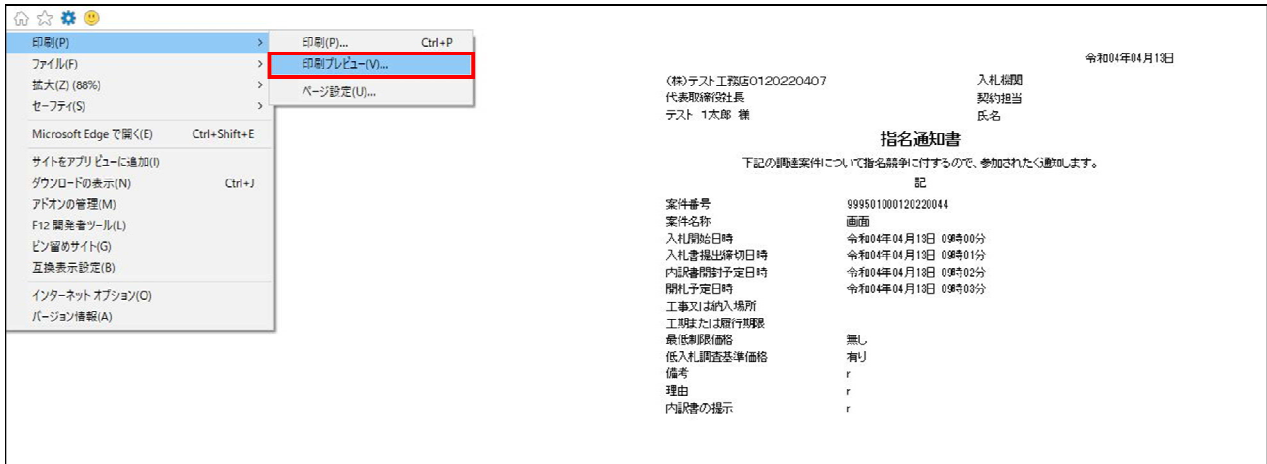 印刷(P)
ファイル(F)
拡大(Z) (88%)
セーフティ(S)
Microsoft Edge で開く(E) Ctrl+Shift+E
サイトをアプリ ビューに追加(I)
ダウンロードの表示(N) Ctrl+J
アドオンの管理(M)
F12 開発者ツール(L)
ピン留めサイト(G)
互換表示設定(B)
インターネット オプション(O)
バージョン情報(A)
印刷(P)... Ctrl+P
印刷プレビュー(V)...
ページ設定(U)...
令和04年04月13日
(株)テスト工務店0120220407 入札機関
代表取締役社長 契約担当
テスト 1太郎 様 氏名
指名通知書
下記の調達案件について指名競争に付するので、参加されたく通知します。
記
案件番号 999501000120220044
案件名称 画面
入札開始日時 令和04年04月13日 09時00分
入札書提出締切日時 令和04年04月13日 09時01分
内訳書開封予定日時 令和04年04月13日 09時02分
開札予定日時 令和04年04月13日 09時03分
工事又は納入場所
工期または履行期限
最低制限価格 無し
低入札調査基準価格 有り
備考 r
理由 r
内訳書の提示 r